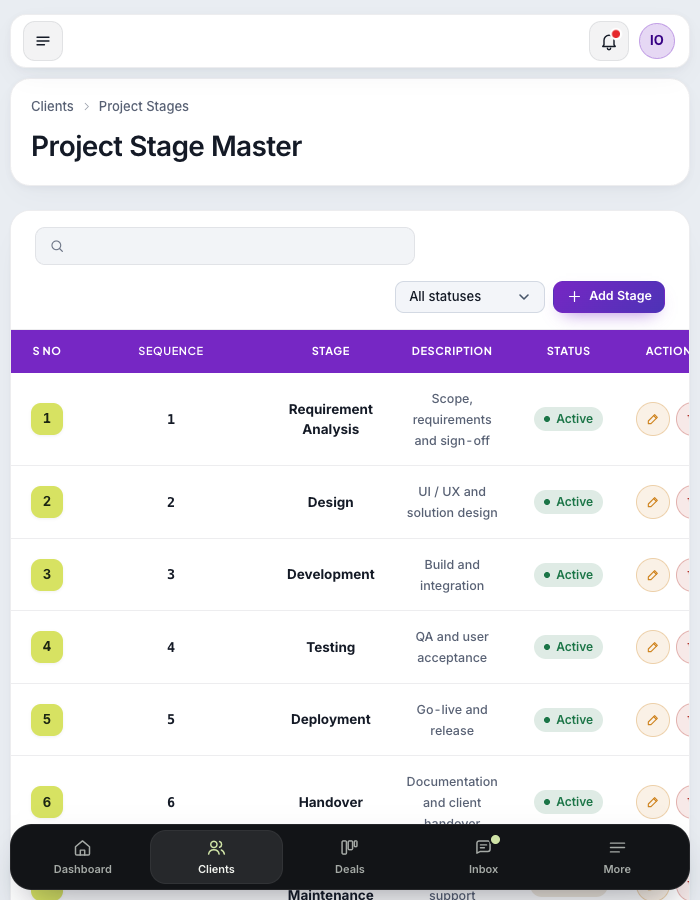 IO
Clients > Project Stages
Project Stage Master
All statuses
Add Stage
S NO SEQUENCE STAGE DESCRIPTION STATUS ACTION
1 1 Requirement Analysis Scope, requirements and sign-off Active
2 2 Design UI / UX and solution design Active
3 3 Development Build and integration Active
4 4 Testing QA and user acceptance Active
5 5 Deployment Go-live and release Active
6 6 Handover Documentation and client handover Active
Maintenance support
Dashboard Clients Deals Inbox More